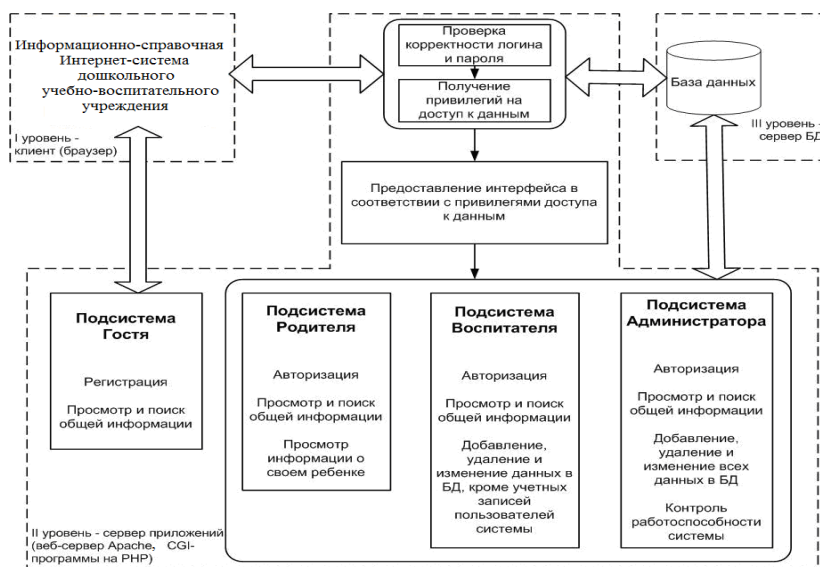 Информационно-справочная
Интернет-система
дошкольного
учебно-воспитательного
учреждения
I уровень -
клиент (браузер)
Проверка
корректности логина
и пароля
Получение
привилегий на
доступ к данным
База данных
III уровень -
сервер БД
Предоставление интерфейса в
соответствии с привилегями доступа
к данным
Подсистема
Гостя
Регистрация
Просмотр и поиск
общей информации
Подсистема
Родителя
Авторизация
Просмотр и поиск
общей информации
Просмотр
информации о
своем ребенке
Подсистема
Воспитателя
Авторизация
Просмотр и поиск
общей информации
Добавление,
удаление и
изменение данных в
БД, кроме учетных
записей
пользователей
системы
Подсистема
Администратора
Авторизация
Просмотр и поиск
общей информации
Добавление,
удаление и
изменение всех
данных в БД
Контроль
работоспособности
системы
II уровень - сервер приложений
(веб-сервер Apache, CGI-
программы на PHP)